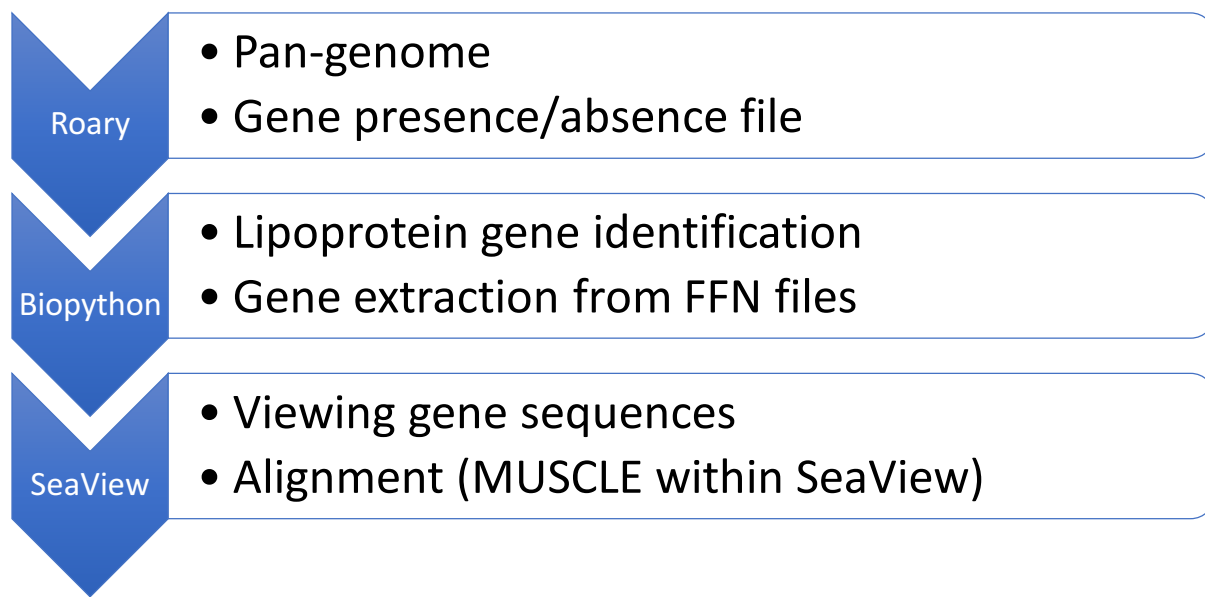 Roary
• Pan-genome
• Gene presence/absence file
Biopython
• Lipoprotein gene identification
• Gene extraction from FFN files
SeaView
• Viewing gene sequences
• Alignment (MUSCLE within SeaView)